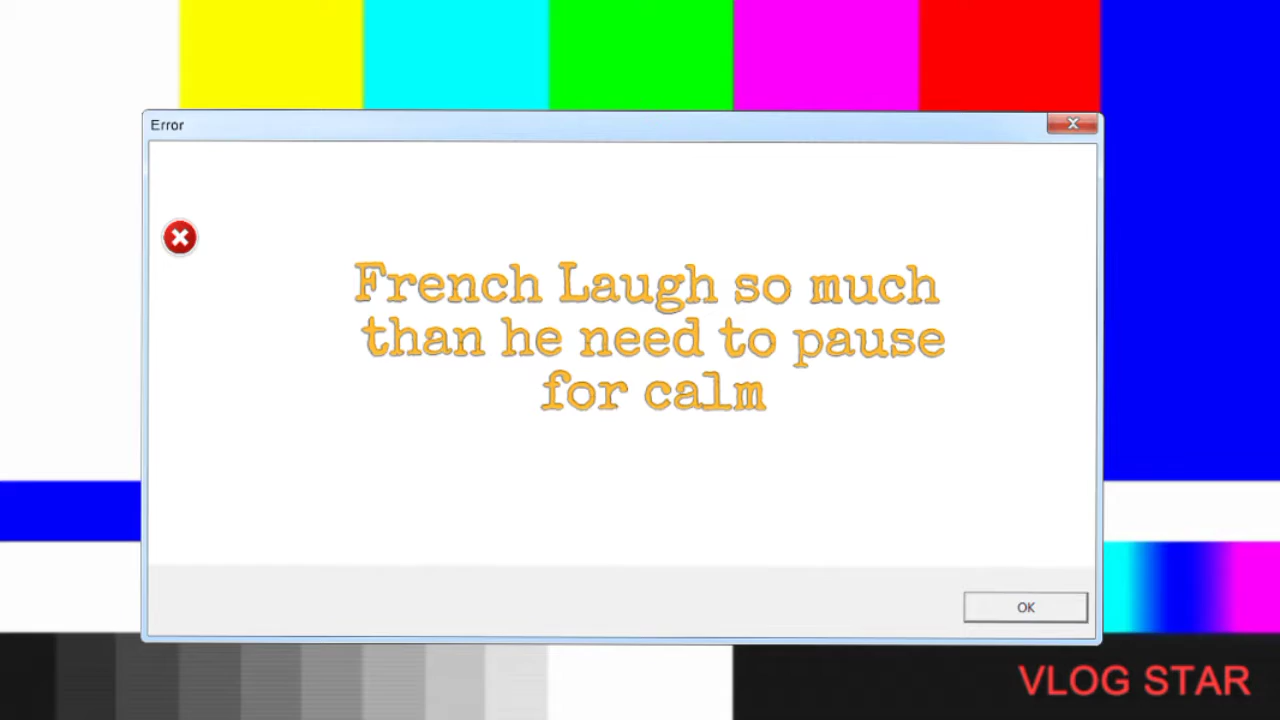 Error
French Laugh so much
than he need to pause
for calm
OK
VLOG STAR